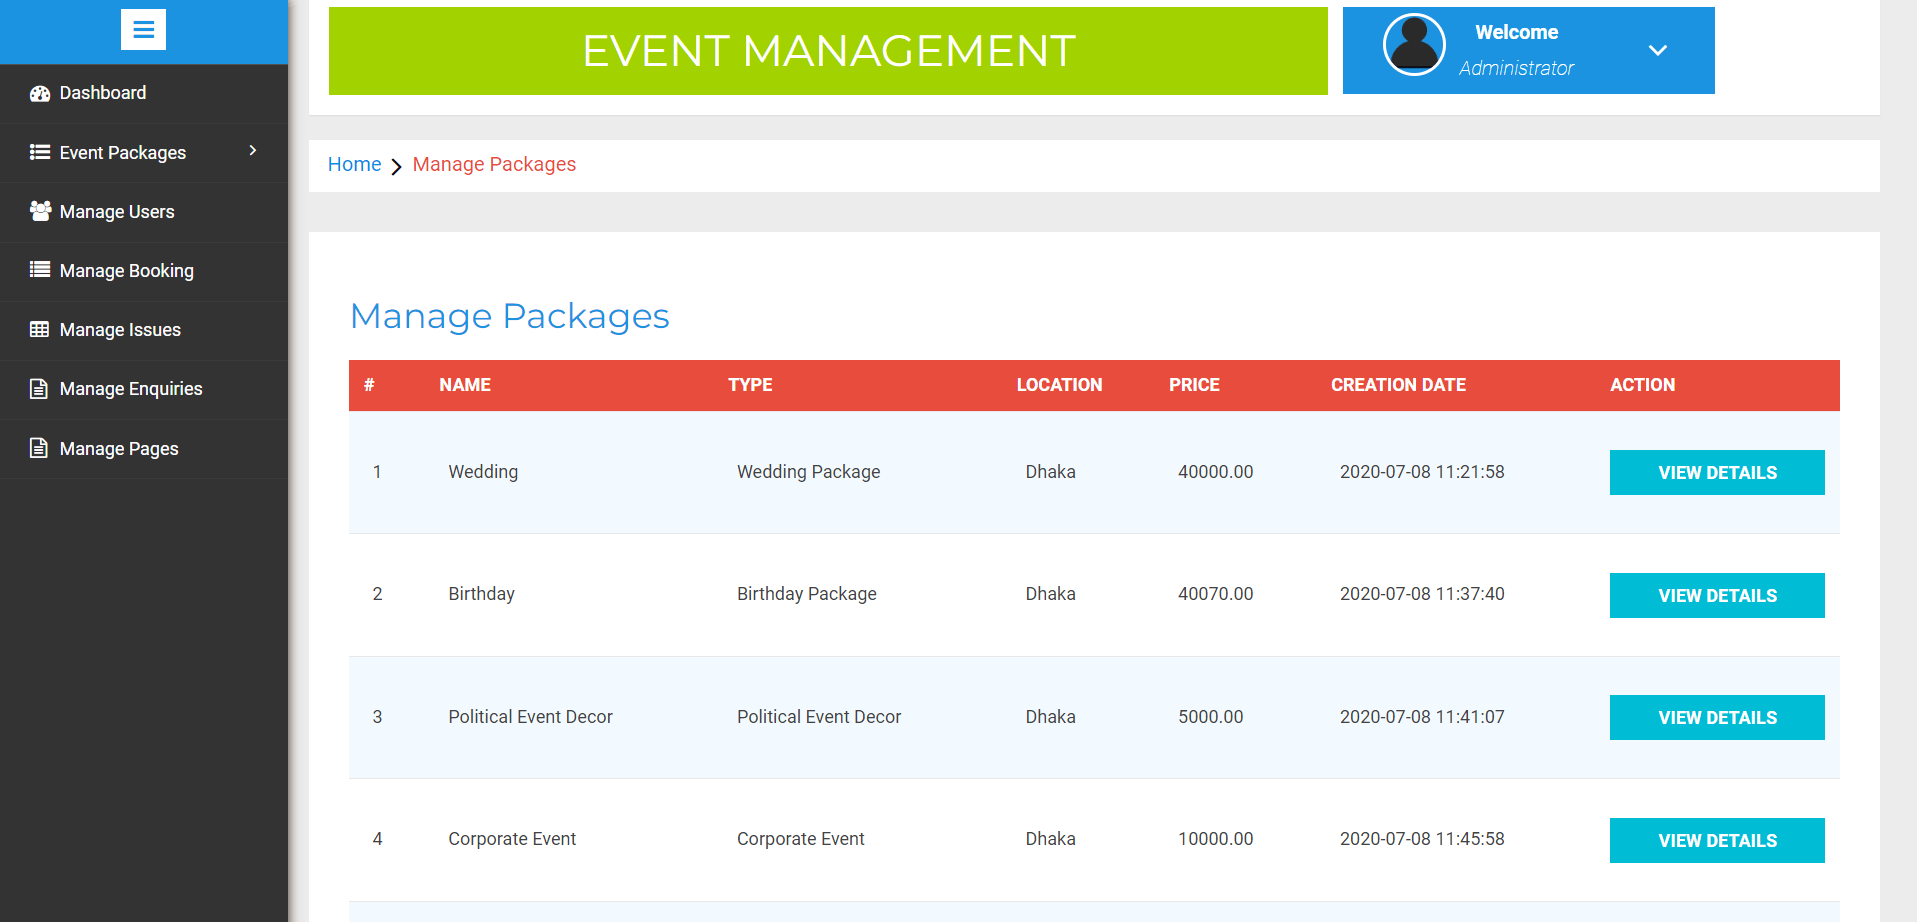 EVENT MANAGEMENT
Welcome
Administrator
Dashboard
Event Packages
Manage Users
Manage Booking
Manage Issues
Manage Enquiries
Manage Pages
Home Manage Packages
Manage Packages
# NAME TYPE LOCATION PRICE CREATION DATE ACTION
1 Wedding Wedding Package Dhaka 40000.00 2020-07-08 11:21:58 VIEW DETAILS
2 Birthday Birthday Package Dhaka 40070.00 2020-07-08 11:37:40 VIEW DETAILS
3 Political Event Decor Political Event Decor Dhaka 5000.00 2020-07-08 11:41:07 VIEW DETAILS
4 Corporate Event Corporate Event Dhaka 10000.00 2020-07-08 11:45:58 VIEW DETAILS